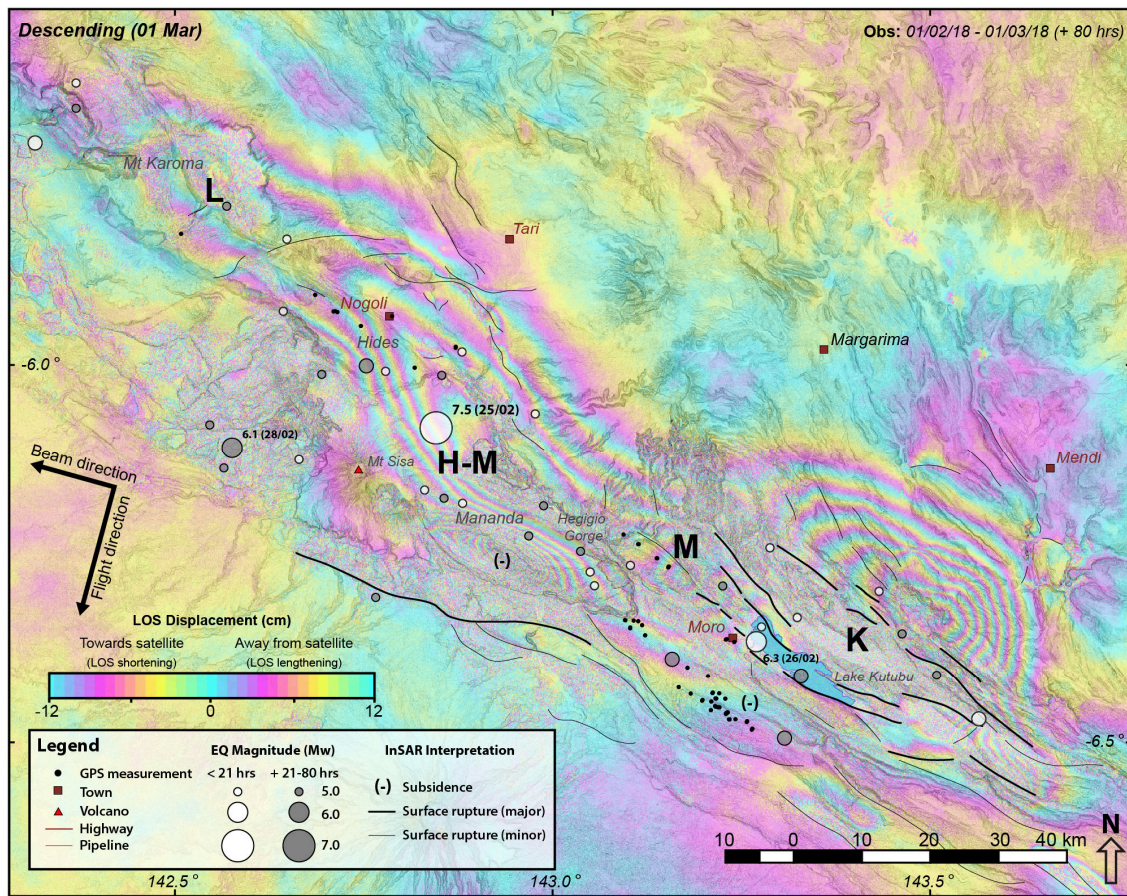 Descending (01 Mar)
Obs: 01/02/18 - 01/03/18 (+ 80 hrs)
Mt Karoma
L
Tari
Nogoli
Hides
Margarima
-6.0 °
7.5 (25/02)
6.1 (28/02)
Beam direction
Mt Sisa
H-M
Mendi
Mananda
Hegigio
Gorge
Flight direction
(-)
M
LOS Displacement (cm)
Towards satellite
(LOS shortening)
Away from satellite
(LOS lengthening)
-12
0
12
Moro
K
6.3 (26/02)
Lake Kutubu
(-)
-6.5 °
Legend
GPS measurement
Town
Volcano
Highway
Pipeline
EQ Magnitude (Mw)
< 21 hrs
+ 21-80 hrs
5.0
6.0
7.0
InSAR Interpretation
(-) Subsidence
Surface rupture (major)
Surface rupture (minor)
10 0 10 20 30 40 km
N
142.5 °
143.0 °
143.5 °